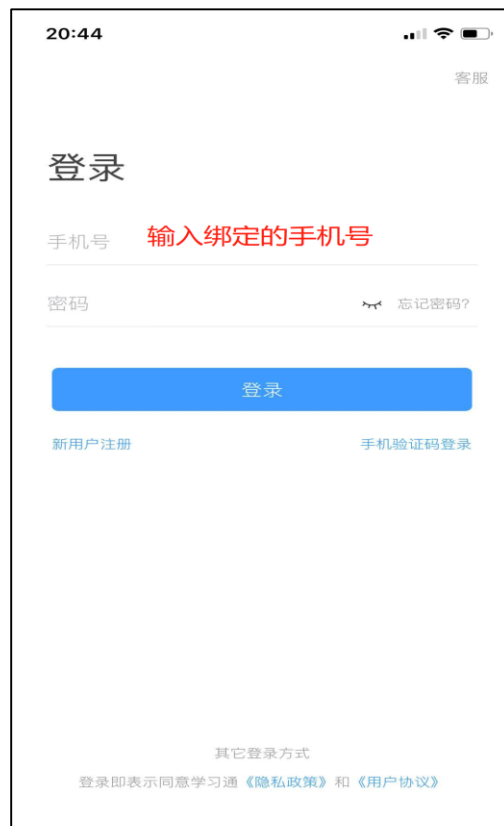 20:44
客服
登录
手机号 输入绑定的手机号
密码 忘记密码?
登录
新用户注册 手机验证码登录
其它登录方式
登录即表示同意学习通《隐私政策》和《用户协议》